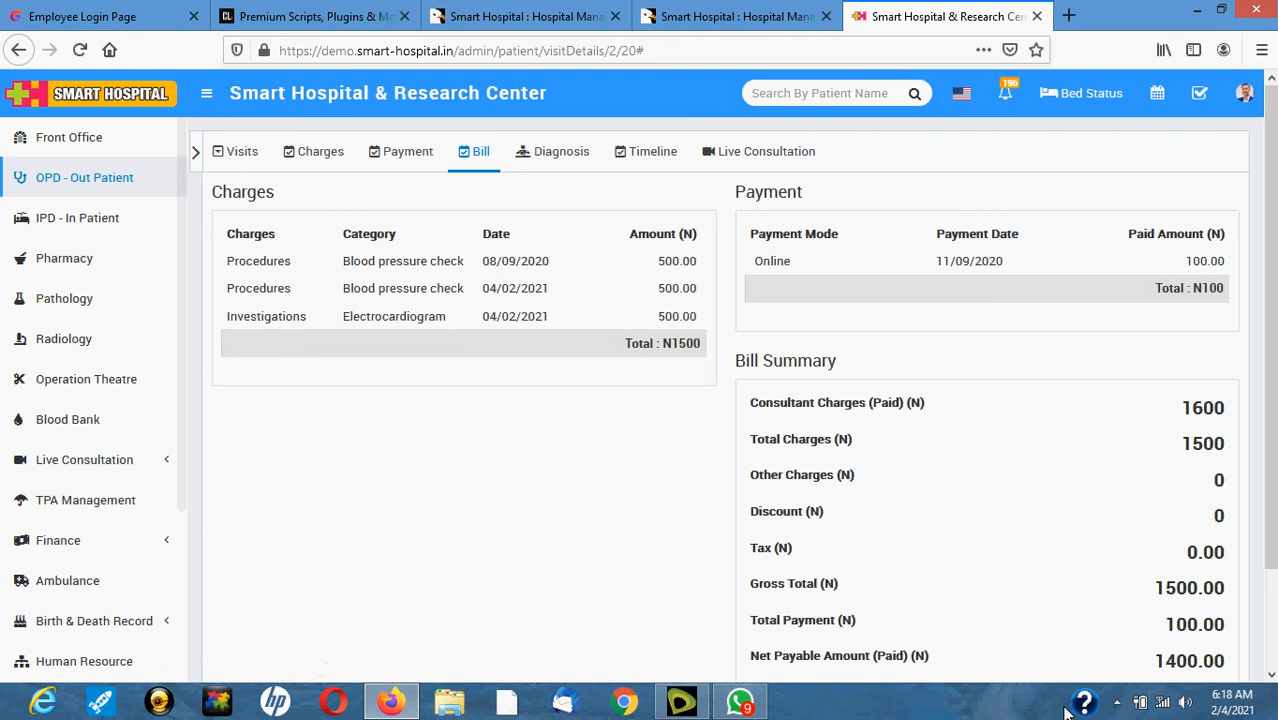 Employee Login Page
Premium Scripts, Plugins & Mo
Smart Hospital : Hospital Mana
Smart Hospital : Hospital Mana
Smart Hospital & Research Cen
https://demo.smart-hospital.in/admin/patient/visitDetails/2/20#
SMART HOSPITAL
Smart Hospital & Research Center
Search By Patient Name
196
Bed Status
Front Office
OPD - Out Patient
IPD - In Patient
Pharmacy
Pathology
Radiology
Operation Theatre
Blood Bank
Live Consultation
TPA Management
Finance
Ambulance
Birth & Death Record
Human Resource
Visits
Charges
Payment
Bill
Diagnosis
Timeline
Live Consultation
Charges
Charges Category Date Amount (N)
Procedures Blood pressure check 08/09/2020 500.00
Procedures Blood pressure check 04/02/2021 500.00
Investigations Electrocardiogram 04/02/2021 500.00
Total : N1500
Payment
Payment Mode Payment Date Paid Amount (N)
Online 11/09/2020 100.00
Total : N100
Bill Summary
Consultant Charges (Paid) (N) 1600
Total Charges (N) 1500
Other Charges (N) 0
Discount (N) 0
Tax (N) 0.00
Gross Total (N) 1500.00
Total Payment (N) 100.00
Net Payable Amount (Paid) (N) 1400.00
CL
hp
9
?
6:18 AM
2/4/2021